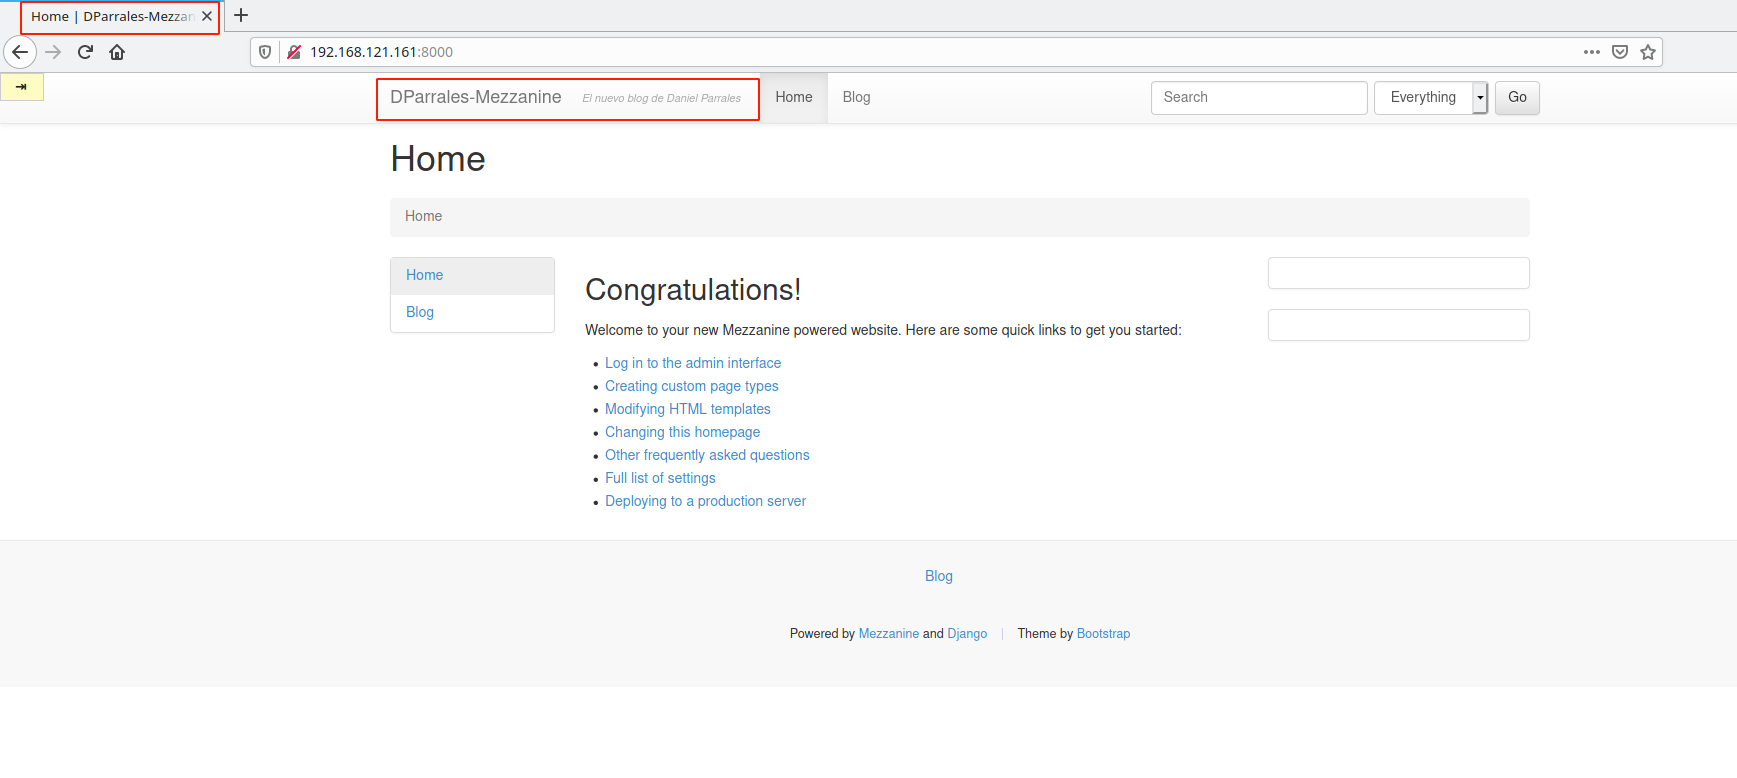 Home | DParrales-Mezzan
192.168.121.161:8000
DParrales-Mezzanine El nuevo blog de Daniel Parrales Home Blog Search Everything Go
Home
Home
Home
Blog
Congratulations!
Welcome to your new Mezzanine powered website. Here are some quick links to get you started:
• Log in to the admin interface
• Creating custom page types
• Modifying HTML templates
• Changing this homepage
• Other frequently asked questions
• Full list of settings
• Deploying to a production server
Blog
Powered by Mezzanine and Django | Theme by Bootstrap